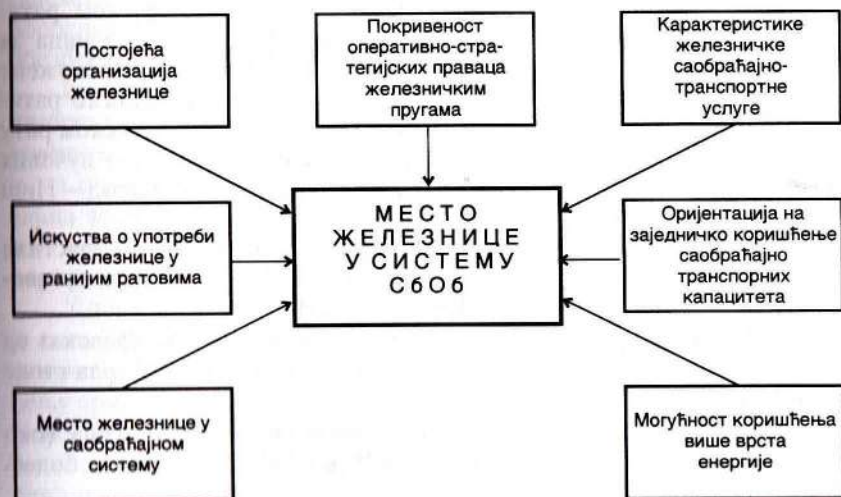 Постојећа
организација
железнице
Покривеност
оперативно-стра-
тегијских праваца
железничким
пругама
Карактеристике
железничке
саобраћајно-
транспортне
услуге
Искуства о употреби
железнице у
ранијим ратовима
МЕСТО
ЖЕЛЕЗНИЦЕ
У СИСТЕМУ
СбОб
Оријентација на
заједничко коришћење
саобраћајно
транспорних
капацитета
Место железнице у
саобраћајном
систему
Могућност коришћења
више врста
енергије